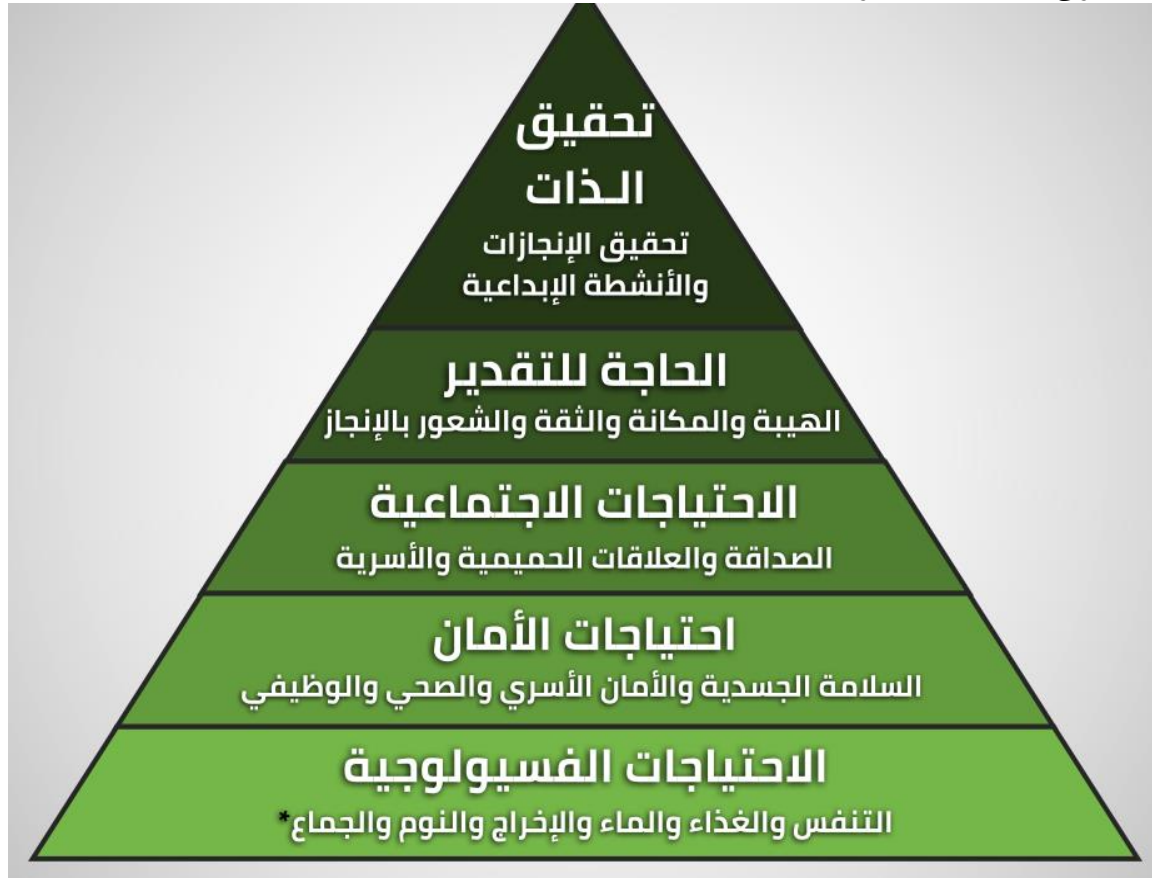 تحقيق
الـذات
تحقيق الإنجازات
والأنشطة الإبداعية
الحاجة للتقدير
الهيبة والمكانة والثقة والشعور بالإنجاز
الاحتياجات الاجتماعية
الصداقة والعلاقات الحميمية والأسرية
احتياجات الأمان
السلامة الجسدية والأمان الأسري والصحي والوظيفي
الاحتياجات الفسيولوجية
التنفس والغذاء والماء والإخراج والنوم والجماع*